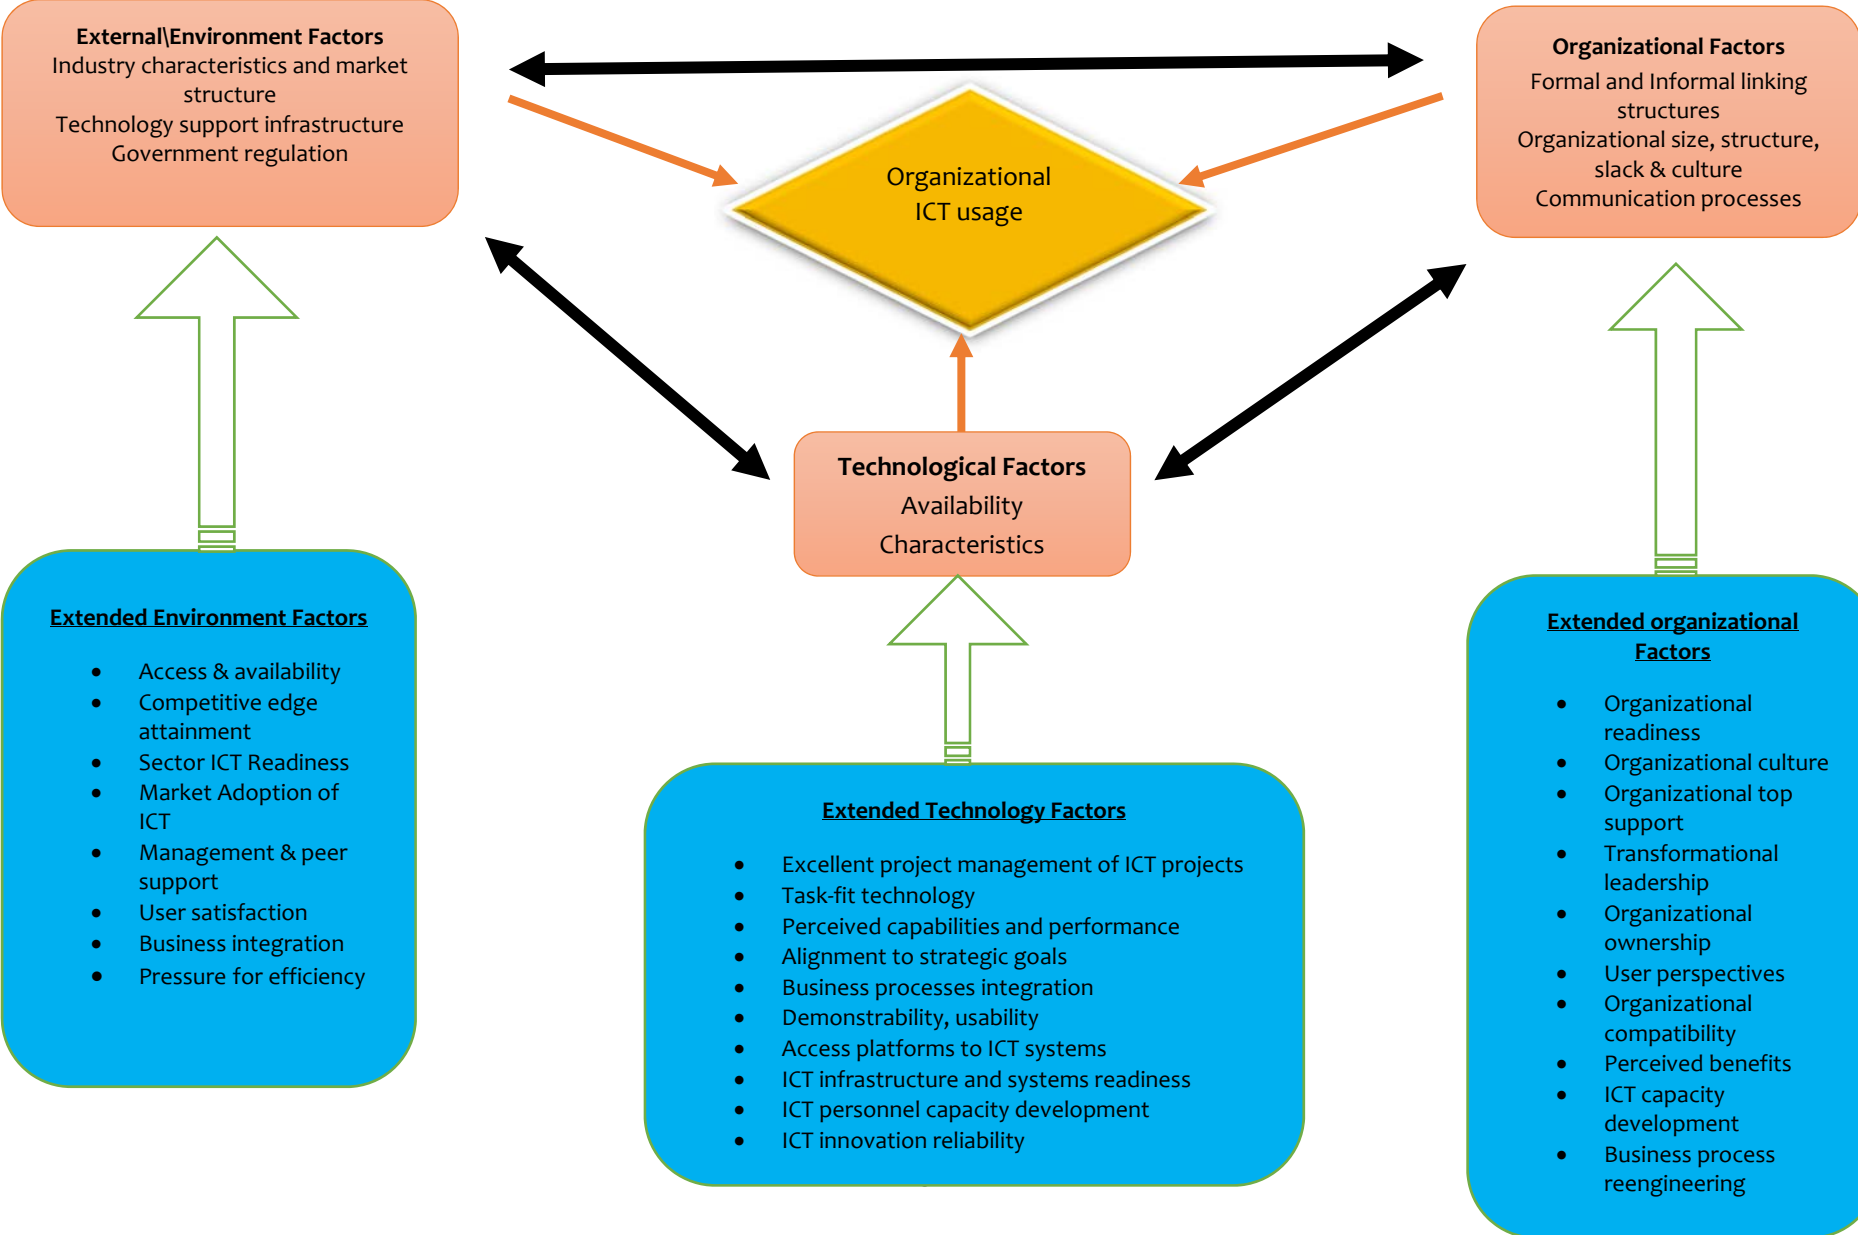 External\Environment Factors
Industry characteristics and market
structure
Technology support infrastructure
Government regulation
Organizational
ICT usage
Organizational Factors
Formal and Informal linking
structures
Organizational size, structure,
slack & culture
Communication processes
Technological Factors
Availability
Characteristics
Extended Environment Factors
• Access & availability
• Competitive edge
attainment
• Sector ICT Readiness
• Market Adoption of
ICT
• Management & peer
support
• User satisfaction
• Business integration
• Pressure for efficiency
Extended Technology Factors
• Excellent project management of ICT projects
• Task-fit technology
• Perceived capabilities and performance
• Alignment to strategic goals
• Business processes integration
• Demonstrability, usability
• Access platforms to ICT systems
• ICT infrastructure and systems readiness
• ICT personnel capacity development
• ICT innovation reliability
Extended organizational
Factors
• Organizational
readiness
• Organizational culture
• Organizational top
support
• Transformational
leadership
• Organizational
ownership
• User perspectives
• Organizational
compatibility
• Perceived benefits
• ICT capacity
development
• Business process
reengineering